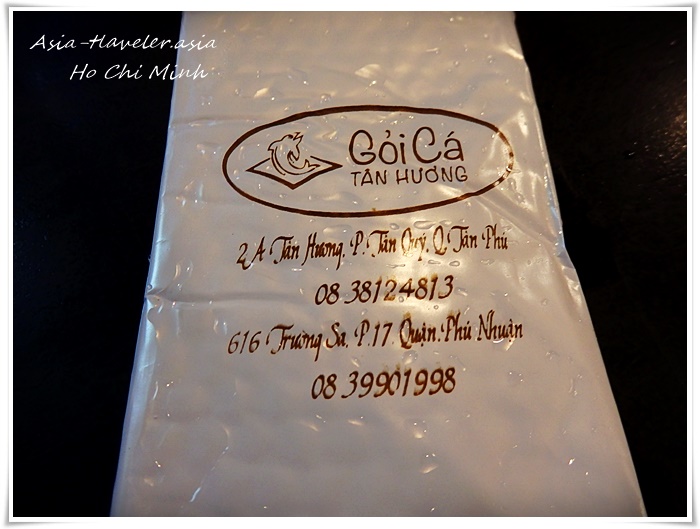 Asia-Haveler.asia
Ho Chi Minh
Gỏi Cá
TÂN HƯƠNG
2A Tân Hương, P. Tân Quý, Q. Tân Phú
08 38124813
616 Trường Sa, P.17 Quận.Phú Nhuận
08 39901998